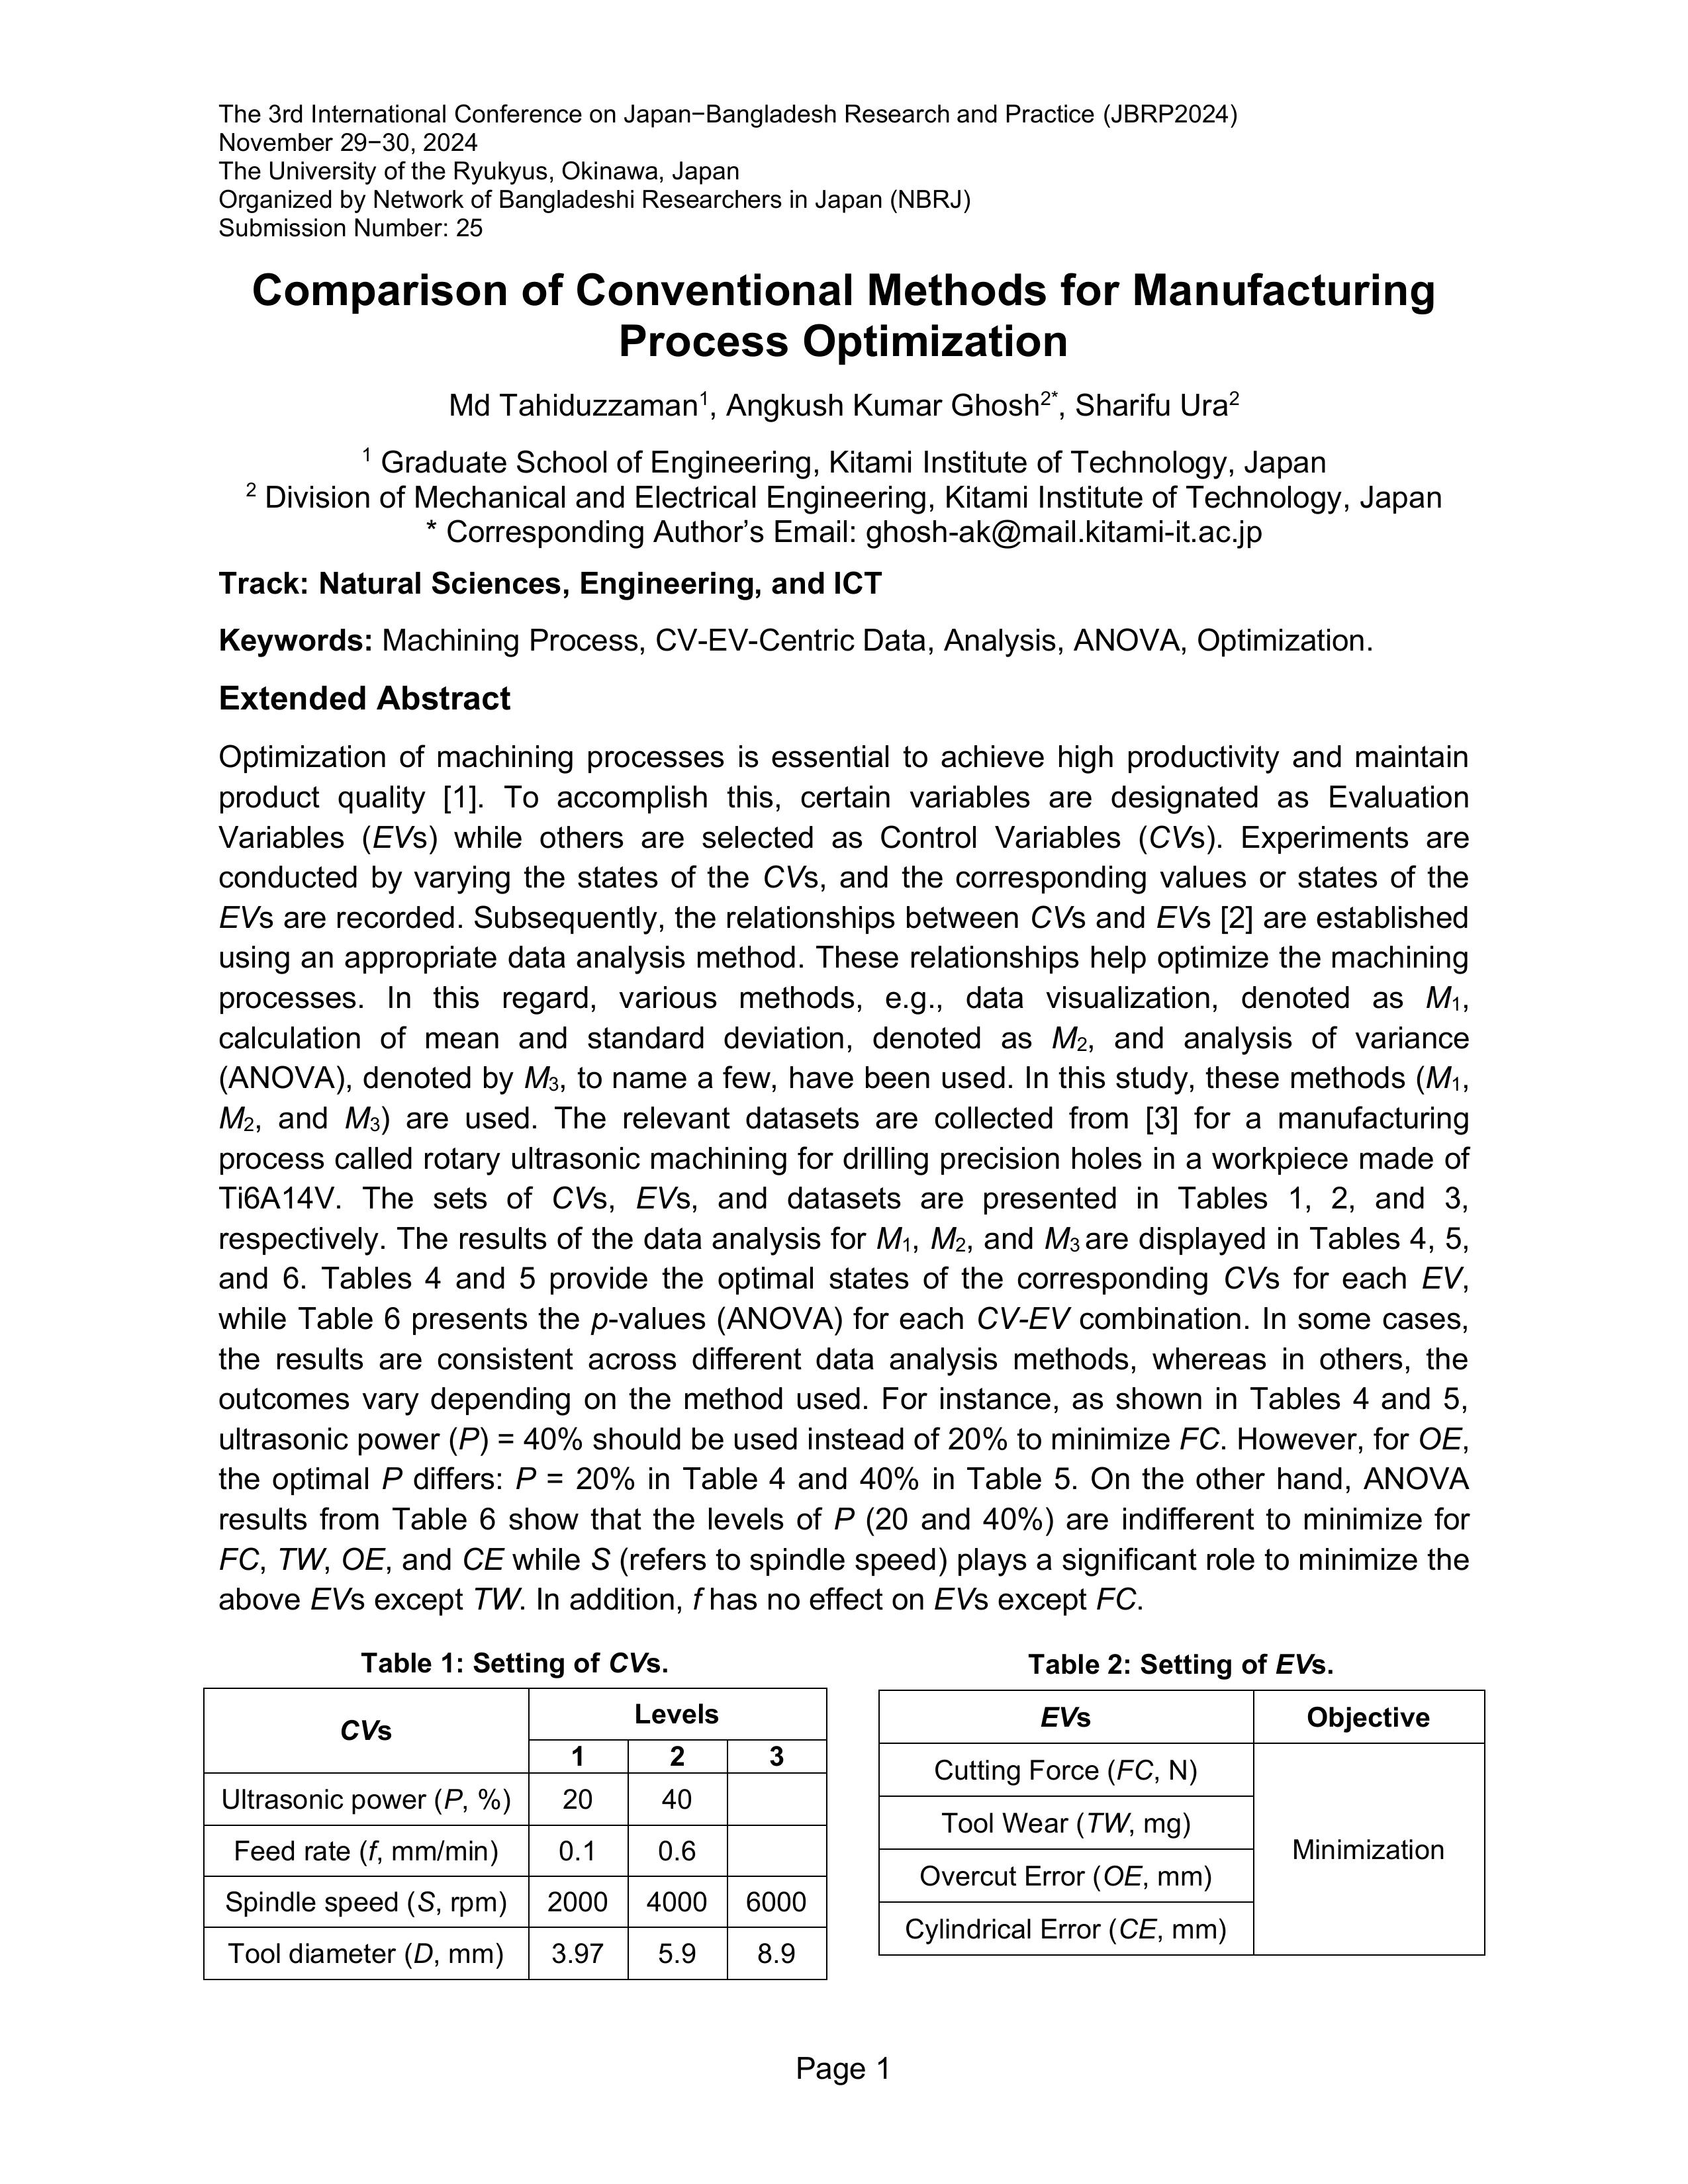 The 3rd International Conference on Japan−Bangladesh Research and Practice (JBRP2024)
November 29−30, 2024
The University of the Ryukyus, Okinawa, Japan
Organized by Network of Bangladeshi Researchers in Japan (NBRJ)
Submission Number: 25
Comparison of Conventional Methods for Manufacturing
Process Optimization
Md Tahiduzzaman1, Angkush Kumar Ghosh2*, Sharifu Ura2
1 Graduate School of Engineering, Kitami Institute of Technology, Japan
2 Division of Mechanical and Electrical Engineering, Kitami Institute of Technology, Japan
* Corresponding Author’s Email: ghosh-ak@mail.kitami-it.ac.jp
Track: Natural Sciences, Engineering, and ICT
Keywords: Machining Process, CV-EV-Centric Data, Analysis, ANOVA, Optimization.
Extended Abstract
Optimization of machining processes is essential to achieve high productivity and maintain
product quality [1]. To accomplish this, certain variables are designated as Evaluation
Variables (EVs) while others are selected as Control Variables (CVs). Experiments are
conducted by varying the states of the CVs, and the corresponding values or states of the
EVs are recorded. Subsequently, the relationships between CVs and EVs [2] are established
using an appropriate data analysis method. These relationships help optimize the machining
processes. In this regard, various methods, e.g., data visualization, denoted as M1,
calculation of mean and standard deviation, denoted as M2, and analysis of variance
(ANOVA), denoted by M3, to name a few, have been used. In this study, these methods (M1,
M2, and M3) are used. The relevant datasets are collected from [3] for a manufacturing
process called rotary ultrasonic machining for drilling precision holes in a workpiece made of
Ti6A14V. The sets of CVs, EVs, and datasets are presented in Tables 1, 2, and 3,
respectively. The results of the data analysis for M1, M2, and M3 are displayed in Tables 4, 5,
and 6. Tables 4 and 5 provide the optimal states of the corresponding CVs for each EV,
while Table 6 presents the p-values (ANOVA) for each CV-EV combination. In some cases,
the results are consistent across different data analysis methods, whereas in others, the
outcomes vary depending on the method used. For instance, as shown in Tables 4 and 5,
ultrasonic power (P) = 40% should be used instead of 20% to minimize FC. However, for OE,
the optimal P differs: P = 20% in Table 4 and 40% in Table 5. On the other hand, ANOVA
results from Table 6 show that the levels of P (20 and 40%) are indifferent to minimize for
FC, TW, OE, and CE while S (refers to spindle speed) plays a significant role to minimize the
above EVs except TW. In addition, f has no effect on EVs except FC.
Table 1: Setting of CVs.
CVs Levels
1 2 3
Ultrasonic power (P, %) 20 40
Feed rate (f, mm/min) 0.1 0.6
Spindle speed (S, rpm) 2000 4000 6000
Tool diameter (D, mm) 3.97 5.9 8.9
Table 2: Setting of EVs.
EVs Objective
Cutting Force (FC, N)
Tool Wear (TW, mg)
Minimization
Overcut Error (OE, mm)
Cylindrical Error (CE, mm)
Page 1